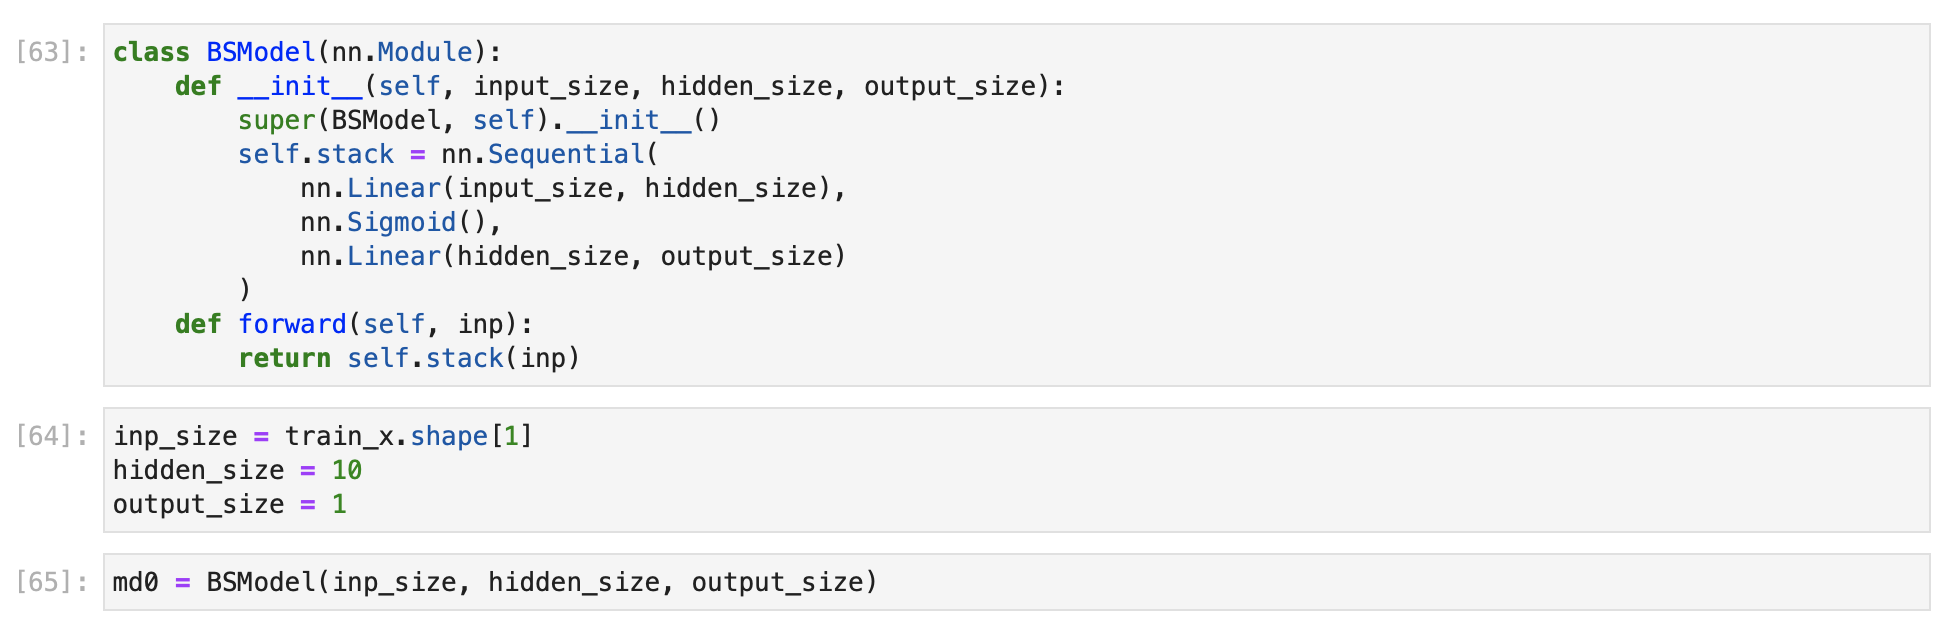 [63]: class BSModel(nn.Module):
    def __init__(self, input_size, hidden_size, output_size):
        super(BSModel, self).__init__()
        self.stack = nn.Sequential(
            nn.Linear(input_size, hidden_size),
            nn.Sigmoid(),
            nn.Linear(hidden_size, output_size)
        )
    def forward(self, inp):
        return self.stack(inp)
[64]: inp_size = train_x.shape[1]
hidden_size = 10
output_size = 1
[65]: md0 = BSModel(inp_size, hidden_size, output_size)